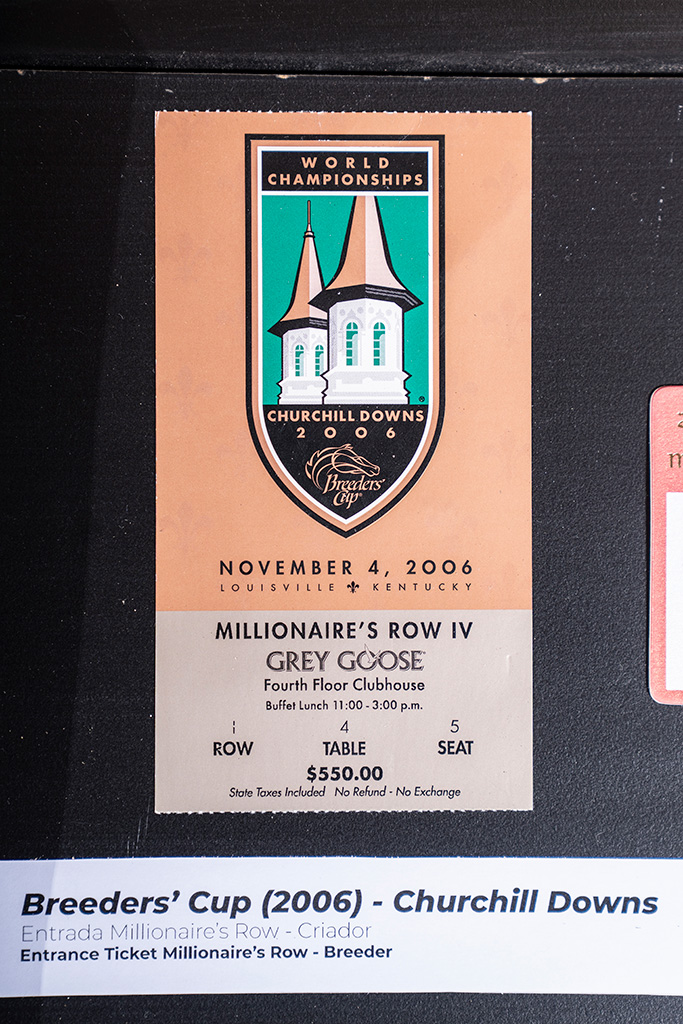 WORLD
CHAMPIONSHIPS
®
CHURCHILL DOWNS
2006
Breeders'
Cup®
NOVEMBER 4, 2006
LOUISVILLE KENTUCKY
MILLIONAIRE'S ROW IV
GREY GOOSE
Fourth Floor Clubhouse
Buffet Lunch 11:00 - 3:00 p.m.
1 4 5
ROW TABLE SEAT
$550.00
State Taxes Included No Refund - No Exchange
Breeders' Cup (2006) - Churchill Downs
Entrada Millionaire's Row - Criador
Entrance Ticket Millionaire's Row - Breeder